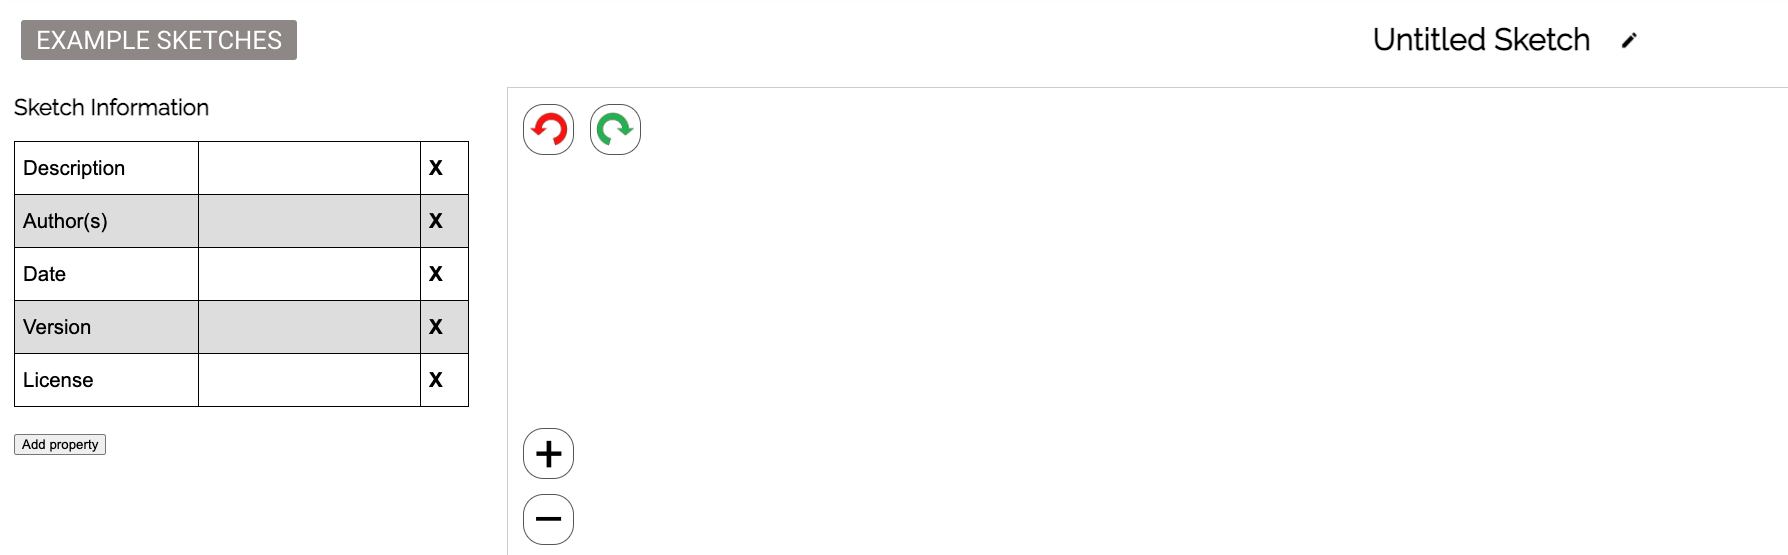 EXAMPLE SKETCHES
Untitled Sketch
Sketch Information
Description X
Author(s) X
Date X
Version X
License X
Add property